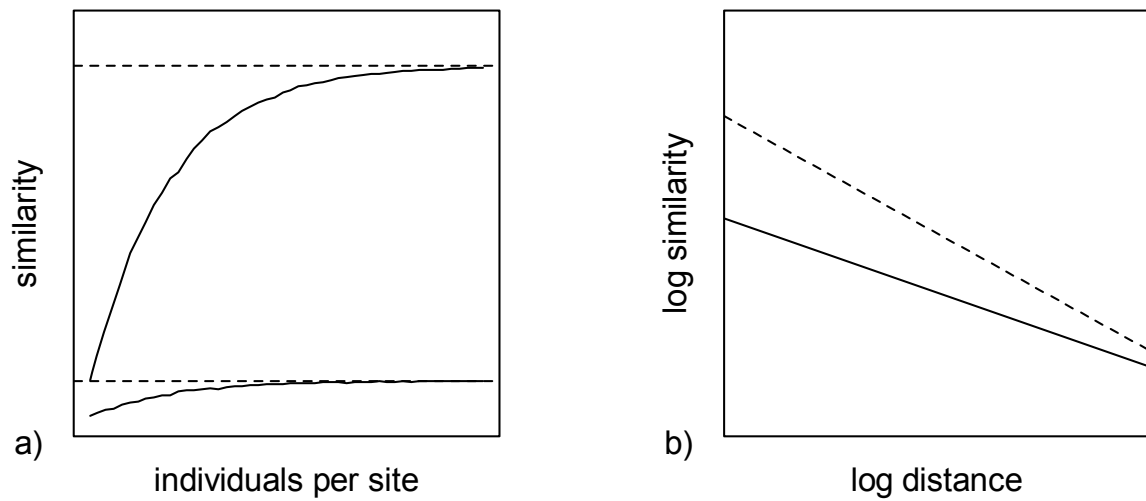 similarity
a)
individuals per site
log similarity
b)
log distance